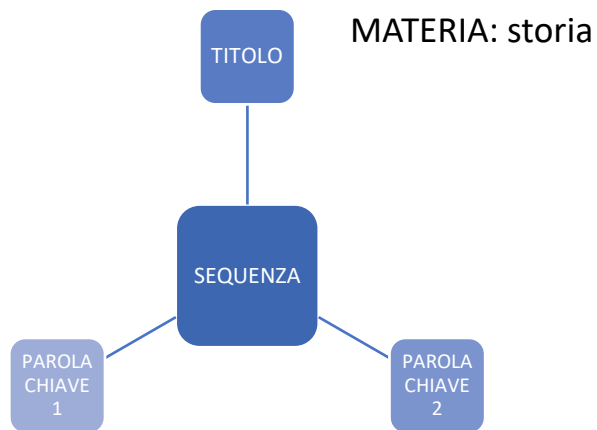 MATERIA: storia
TITOLO
SEQUENZA
PAROLA
CHIAVE
1
PAROLA
CHIAVE
2